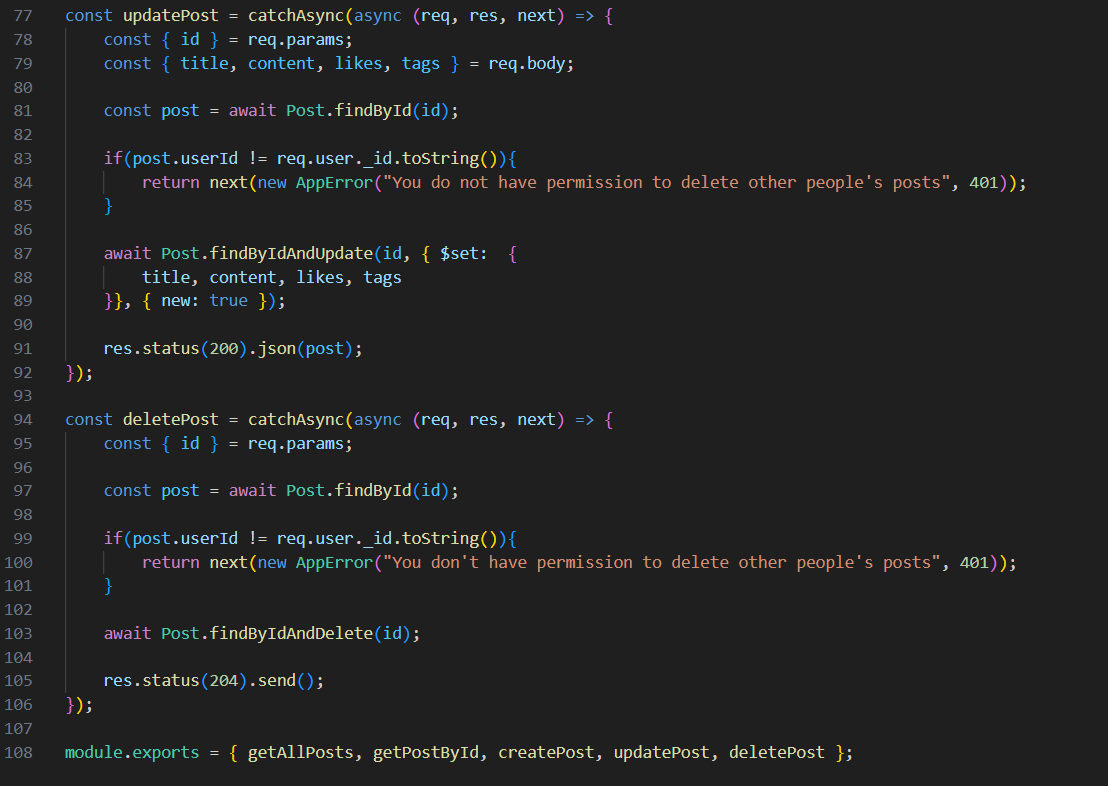 77 const updatePost = catchAsync(async (req, res, next) => {
78 const { id } = req.params;
79 const { title, content, likes, tags } = req.body;
80
81 const post = await Post.findById(id);
82
83 if(post.userId != req.user._id.toString()){
84 return next(new AppError("You do not have permission to delete other people's posts", 401));
85 }
86
87 await Post.findByIdAndUpdate(id, { $set:  {
88 title, content, likes, tags
89 }}, { new: true });
90
91 res.status(200).json(post);
92 });
93
94 const deletePost = catchAsync(async (req, res, next) => {
95 const { id } = req.params;
96
97 const post = await Post.findById(id);
98
99 if(post.userId != req.user._id.toString()){
100 return next(new AppError("You don't have permission to delete other people's posts", 401));
101 }
102
103 await Post.findByIdAndDelete(id);
104
105 res.status(204).send();
106 });
107
108 module.exports = { getAllPosts, getPostById, createPost, updatePost, deletePost };